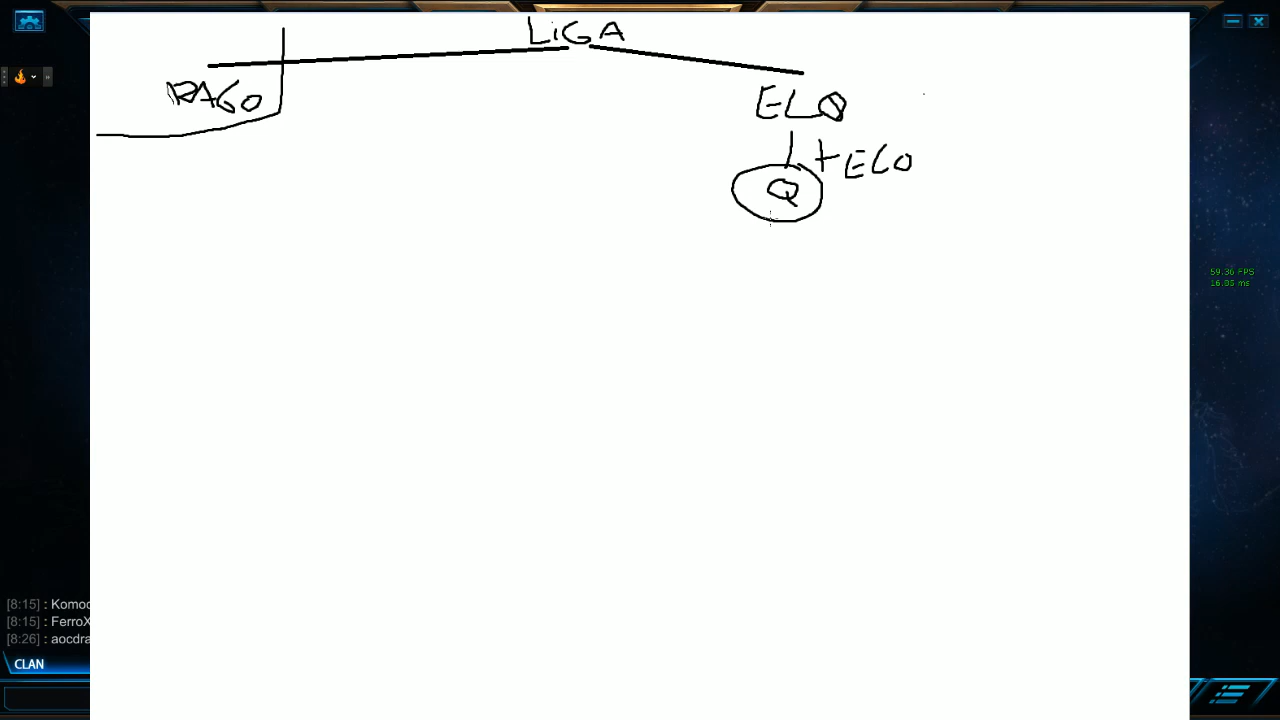 LiGA
PAGO
ELO
+ ELO
Q
59.36 FPS
16.85 ms
[8:15] : Komoc
[8:15] : FerroX
[8:26] : aocdra
CLAN